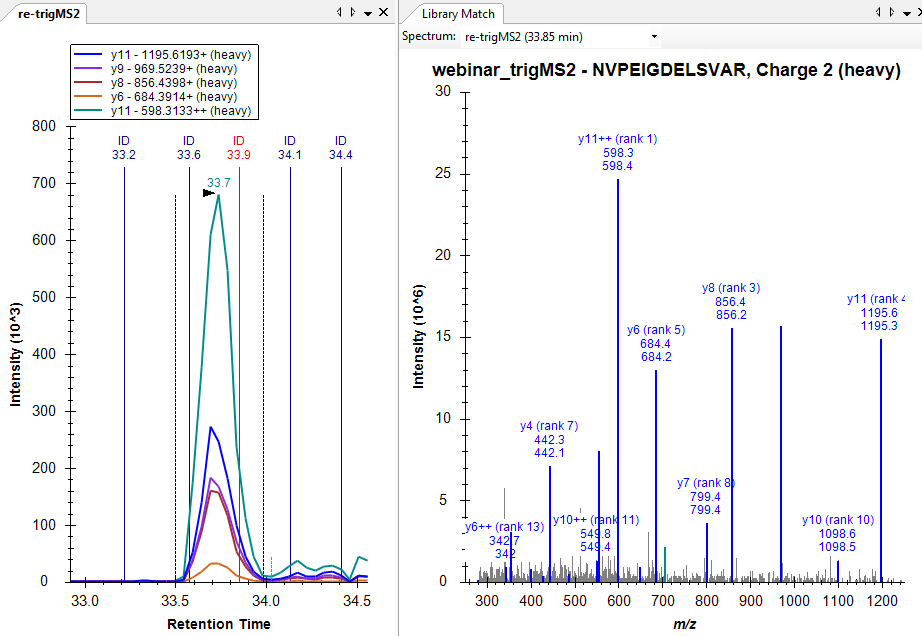 re-trigMS2
y11 - 1195.6193+ (heavy)
y9 - 969.5239+ (heavy)
y8 - 856.4398+ (heavy)
y6 - 684.3914+ (heavy)
y11 - 598.3133++ (heavy)
800
700
600
500
400
300
200
100
0
Intensity (10^3)
ID
33.2
ID
33.6
ID
33.9
ID
34.1
ID
34.4
33.7
33.0
33.5
34.0
34.5
Retention Time
Library Match
Spectrum: re-trigMS2 (33.85 min)
webinar_trigMS2 - NVPEIGDELSVAR, Charge 2 (heavy)
30
25
20
15
10
5
0
Intensity (10^6)
y11++ (rank 1)
598.3
598.4
y8 (rank 3)
856.4
856.2
y11 (rank 4
1195.6
1195.3
y6 (rank 5)
684.4
684.2
y4 (rank 7)
442.3
442.1
y7 (rank 8)
799.4
799.4
y6++ (rank 13)
342.7
342
y10++ (rank 11)
549.8
549.4
y10 (rank 10)
1098.6
1098.5
300
400
500
600
700
800
900
1000
1100
1200
m/z